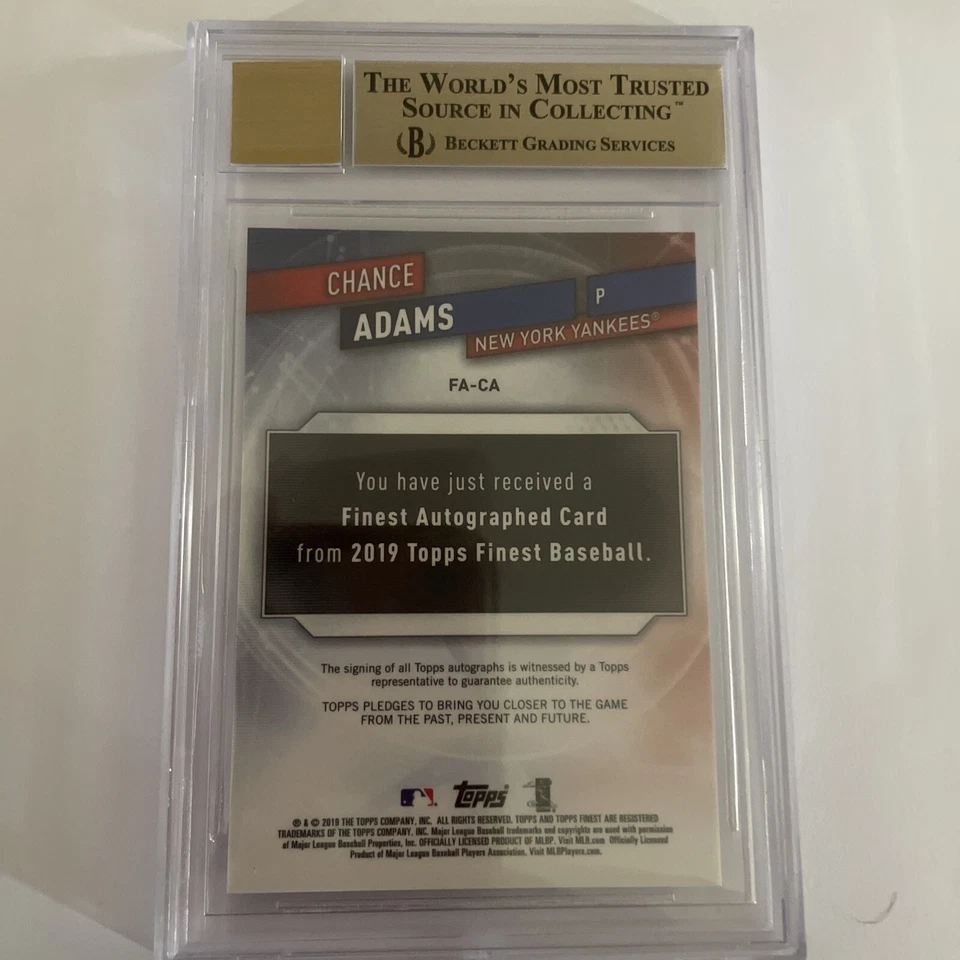 THE WORLD'S MOST TRUSTED
SOURCE IN COLLECTING™
B BECKETT GRADING SERVICES
CHANCE
ADAMS
P
NEW YORK YANKEES®
FA-CA
You have just received a
Finest Autographed Card
from 2019 Topps Finest Baseball.
The signing of all Topps autographs is witnessed by a Topps
representative to guarantee authenticity.
TOPPS PLEDGES TO BRING YOU CLOSER TO THE GAME
FROM THE PAST, PRESENT AND FUTURE.
topps
® & © 2019 THE TOPPS COMPANY, INC. ALL RIGHTS RESERVED. TOPPS AND TOPPS FINEST ARE REGISTERED
TRADEMARKS OF THE TOPPS COMPANY, INC. Major League Baseball trademarks and copyrights are used with permission
of Major League Baseball Properties, Inc. OFFICIALLY LICENSED PRODUCT OF MLBP. Visit MLB.com Officially Licensed
Product of Major League Baseball Players Association. Visit MLBPlayers.com.